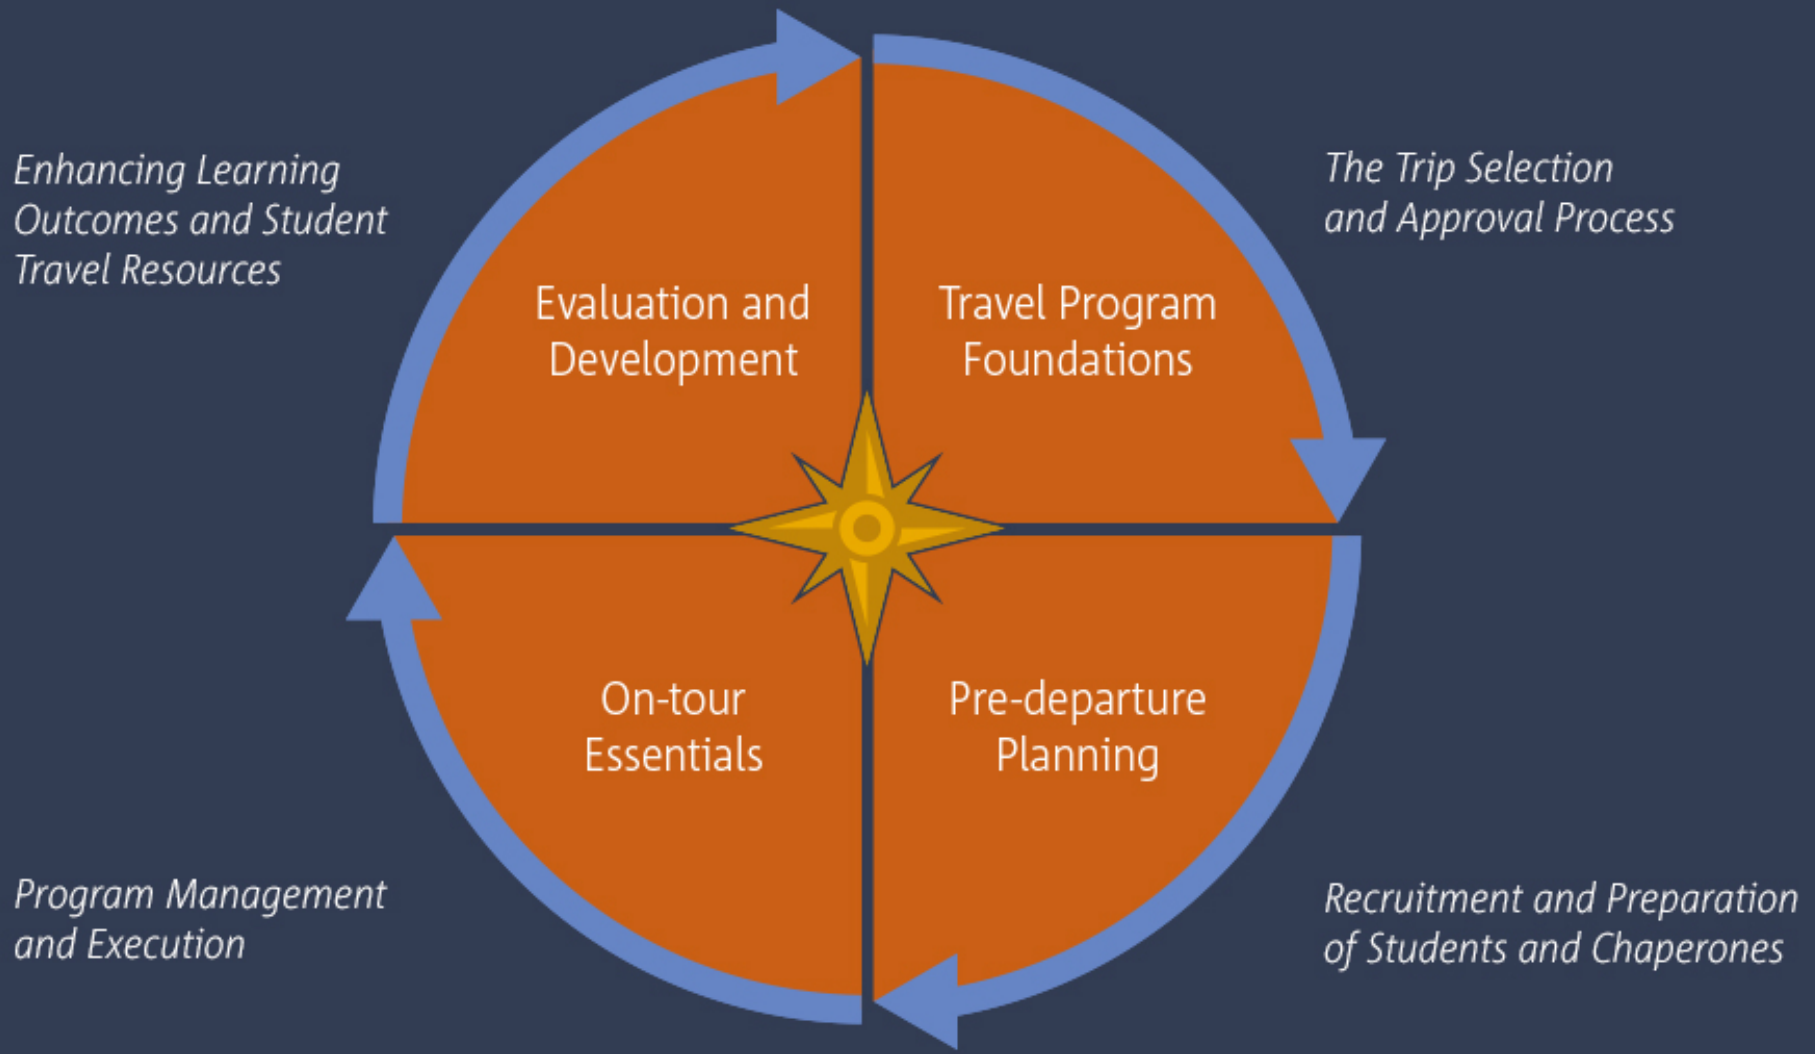 Enhancing Learning
Outcomes and Student
Travel Resources
The Trip Selection
and Approval Process
Evaluation and
Development
Travel Program
Foundations
On-tour
Essentials
Pre-departure
Planning
Program Management
and Execution
Recruitment and Preparation
of Students and Chaperones